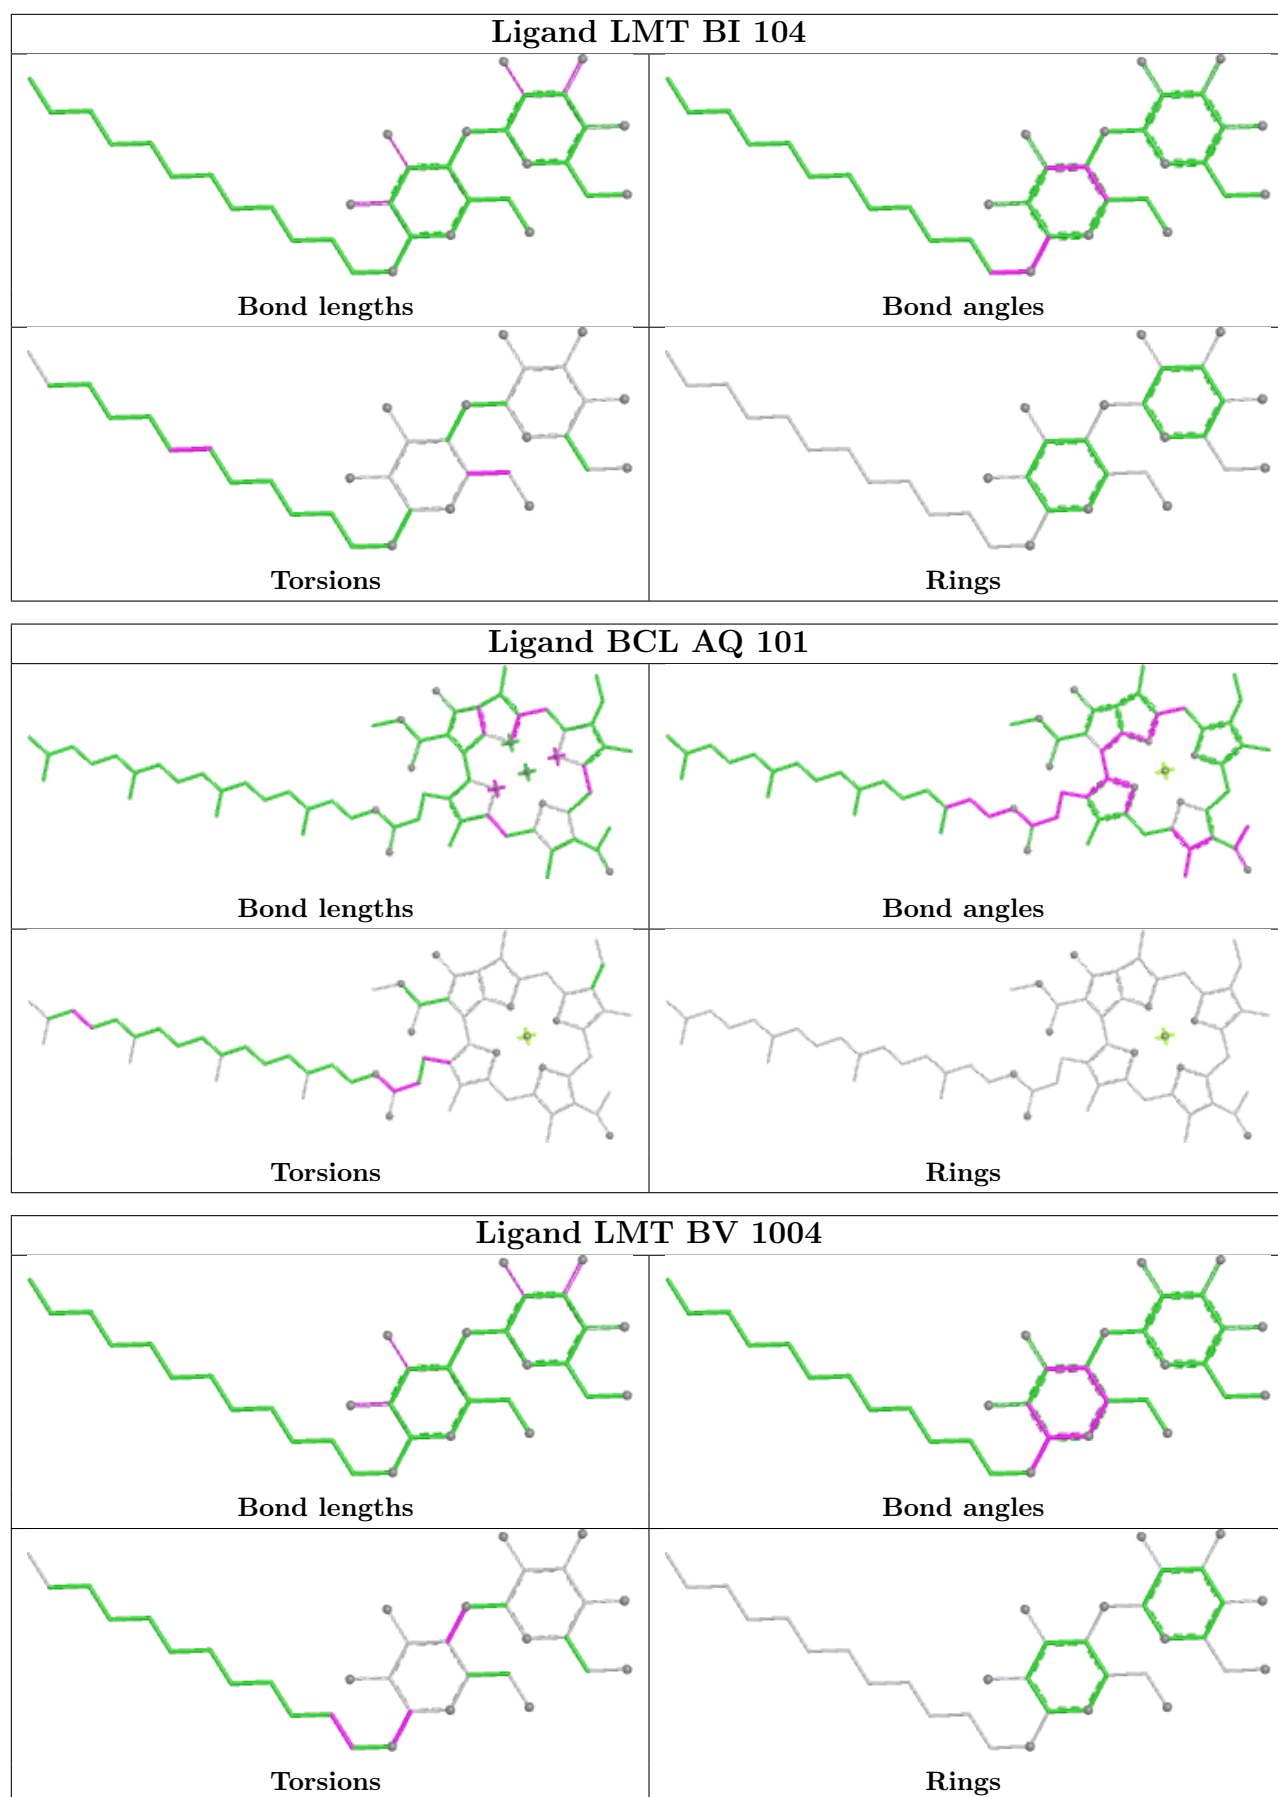 Ligand LMT BI 104
Bond lengths
Bond angles
Torsions
Rings
Ligand BCL AQ 101
Bond lengths
Bond angles
Torsions
Rings
Ligand LMT BV 1004
Bond lengths
Bond angles
Torsions
Rings